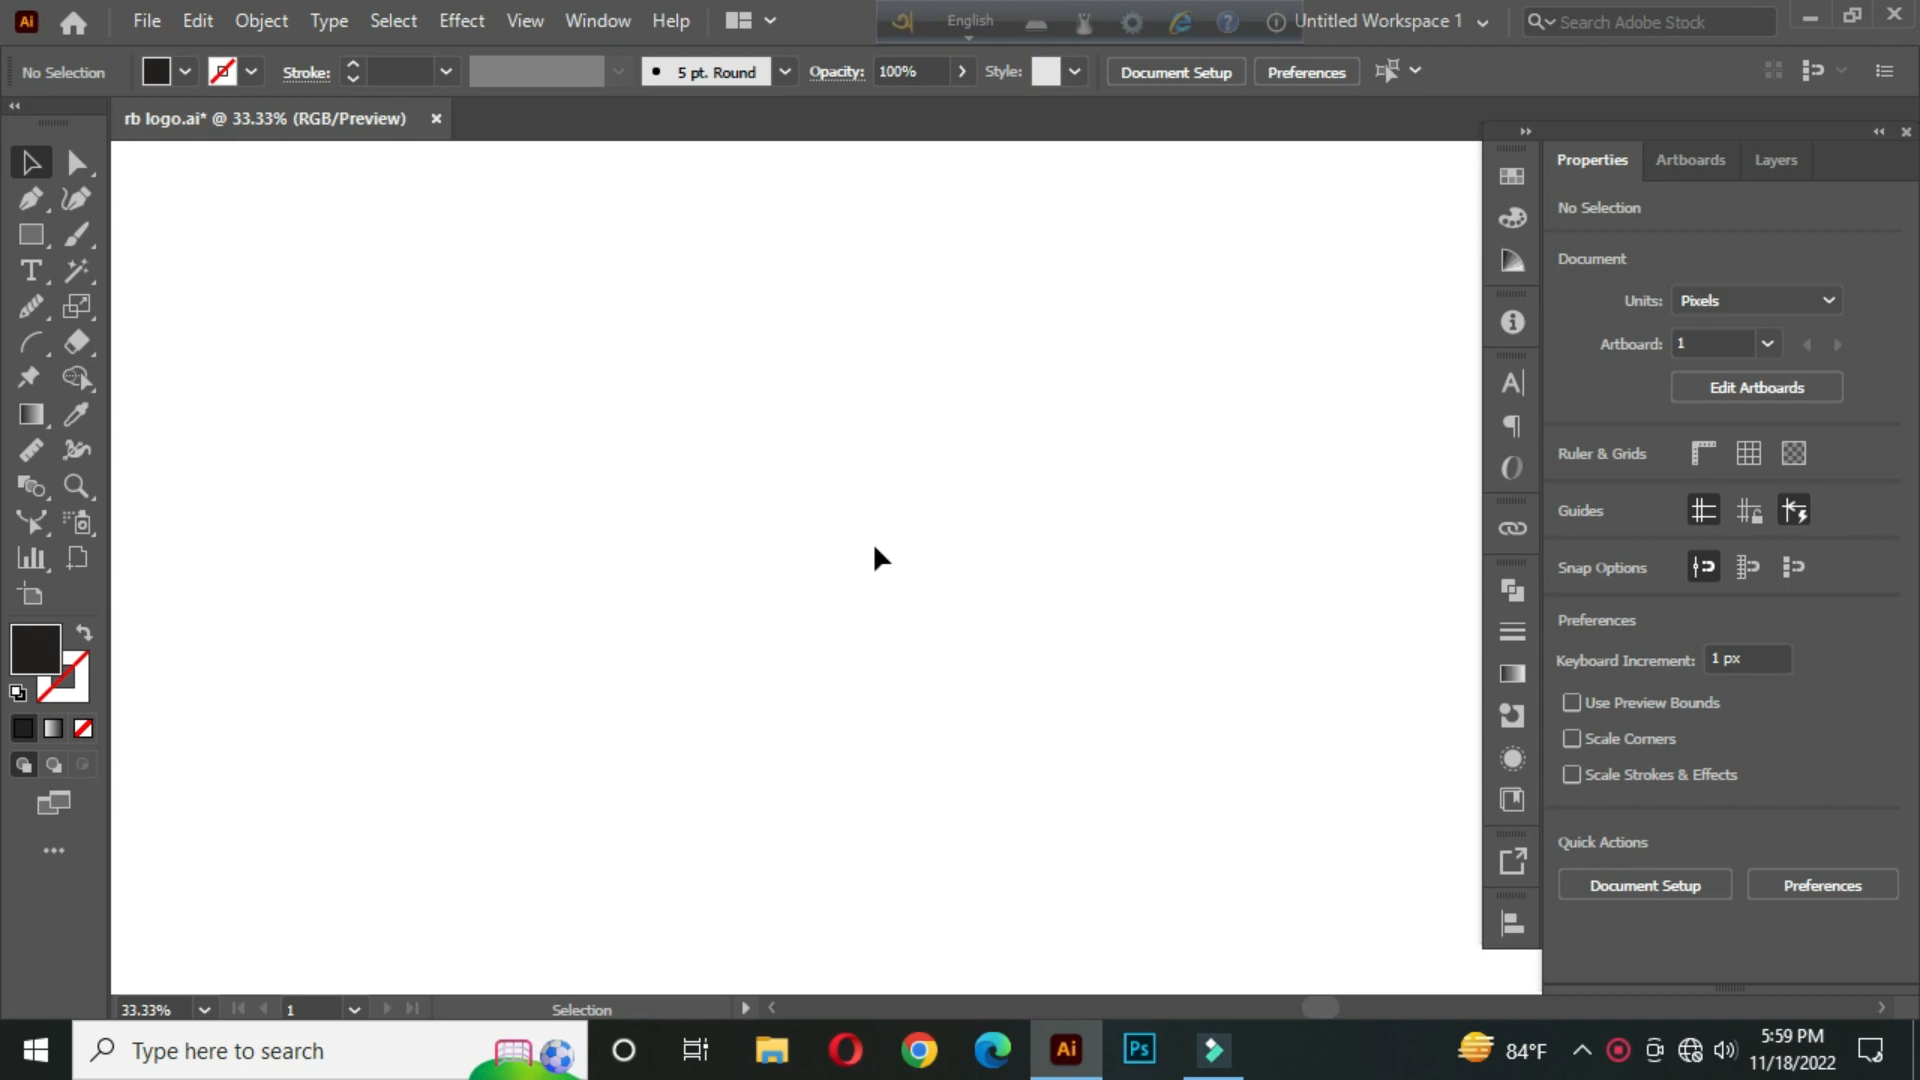 Ai File Edit Object Type Select Effect View Window Help English Untitled Workspace 1 Search Adobe Stock
No Selection Stroke: 5 pt. Round Opacity: 100% Style: Document Setup Preferences
rb logo.ai* @ 33.33% (RGB/Preview)
Properties Artboards Layers
No Selection
Document
Units: Pixels
Artboard: 1
Edit Artboards
Ruler & Grids
Guides
Snap Options
Preferences
Keyboard Increment: 1 px
Use Preview Bounds
Scale Corners
Scale Strokes & Effects
Quick Actions
Document Setup Preferences
33.33% 1 Selection
Type here to search Ai Ps 84°F 5:59 PM
11/18/2022